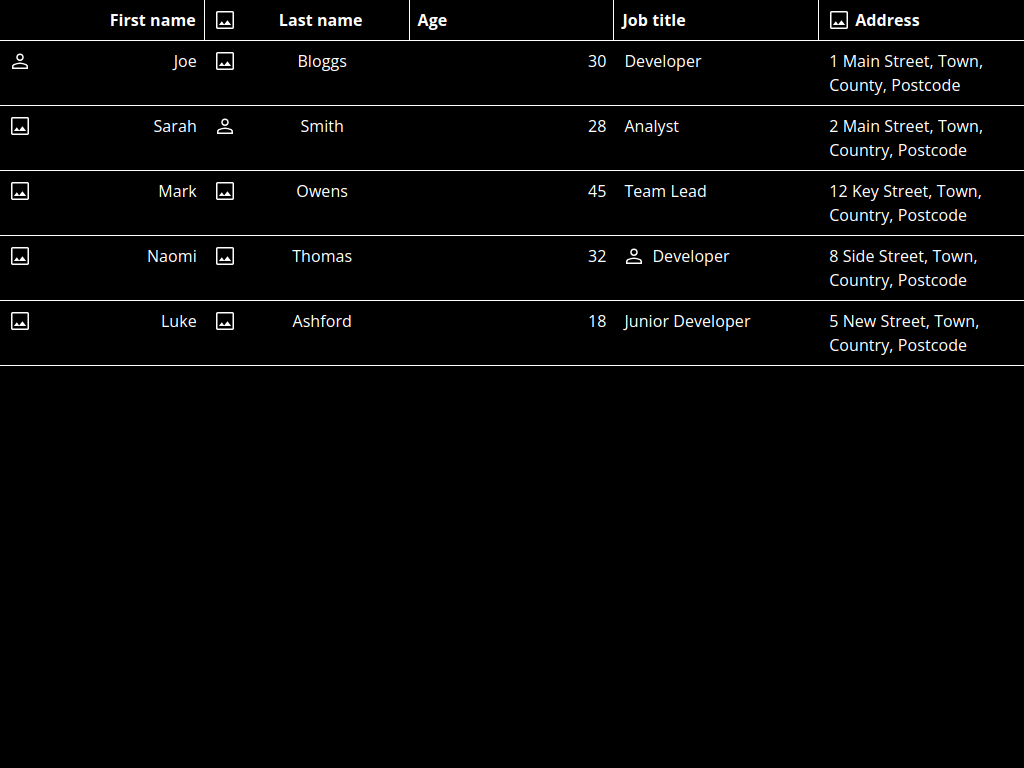 First name Last name Age Job title Address
Joe Bloggs 30 Developer 1 Main Street, Town,
County, Postcode
Sarah Smith 28 Analyst 2 Main Street, Town,
Country, Postcode
Mark Owens 45 Team Lead 12 Key Street, Town,
Country, Postcode
Naomi Thomas 32 Developer 8 Side Street, Town,
Country, Postcode
Luke Ashford 18 Junior Developer 5 New Street, Town,
Country, Postcode